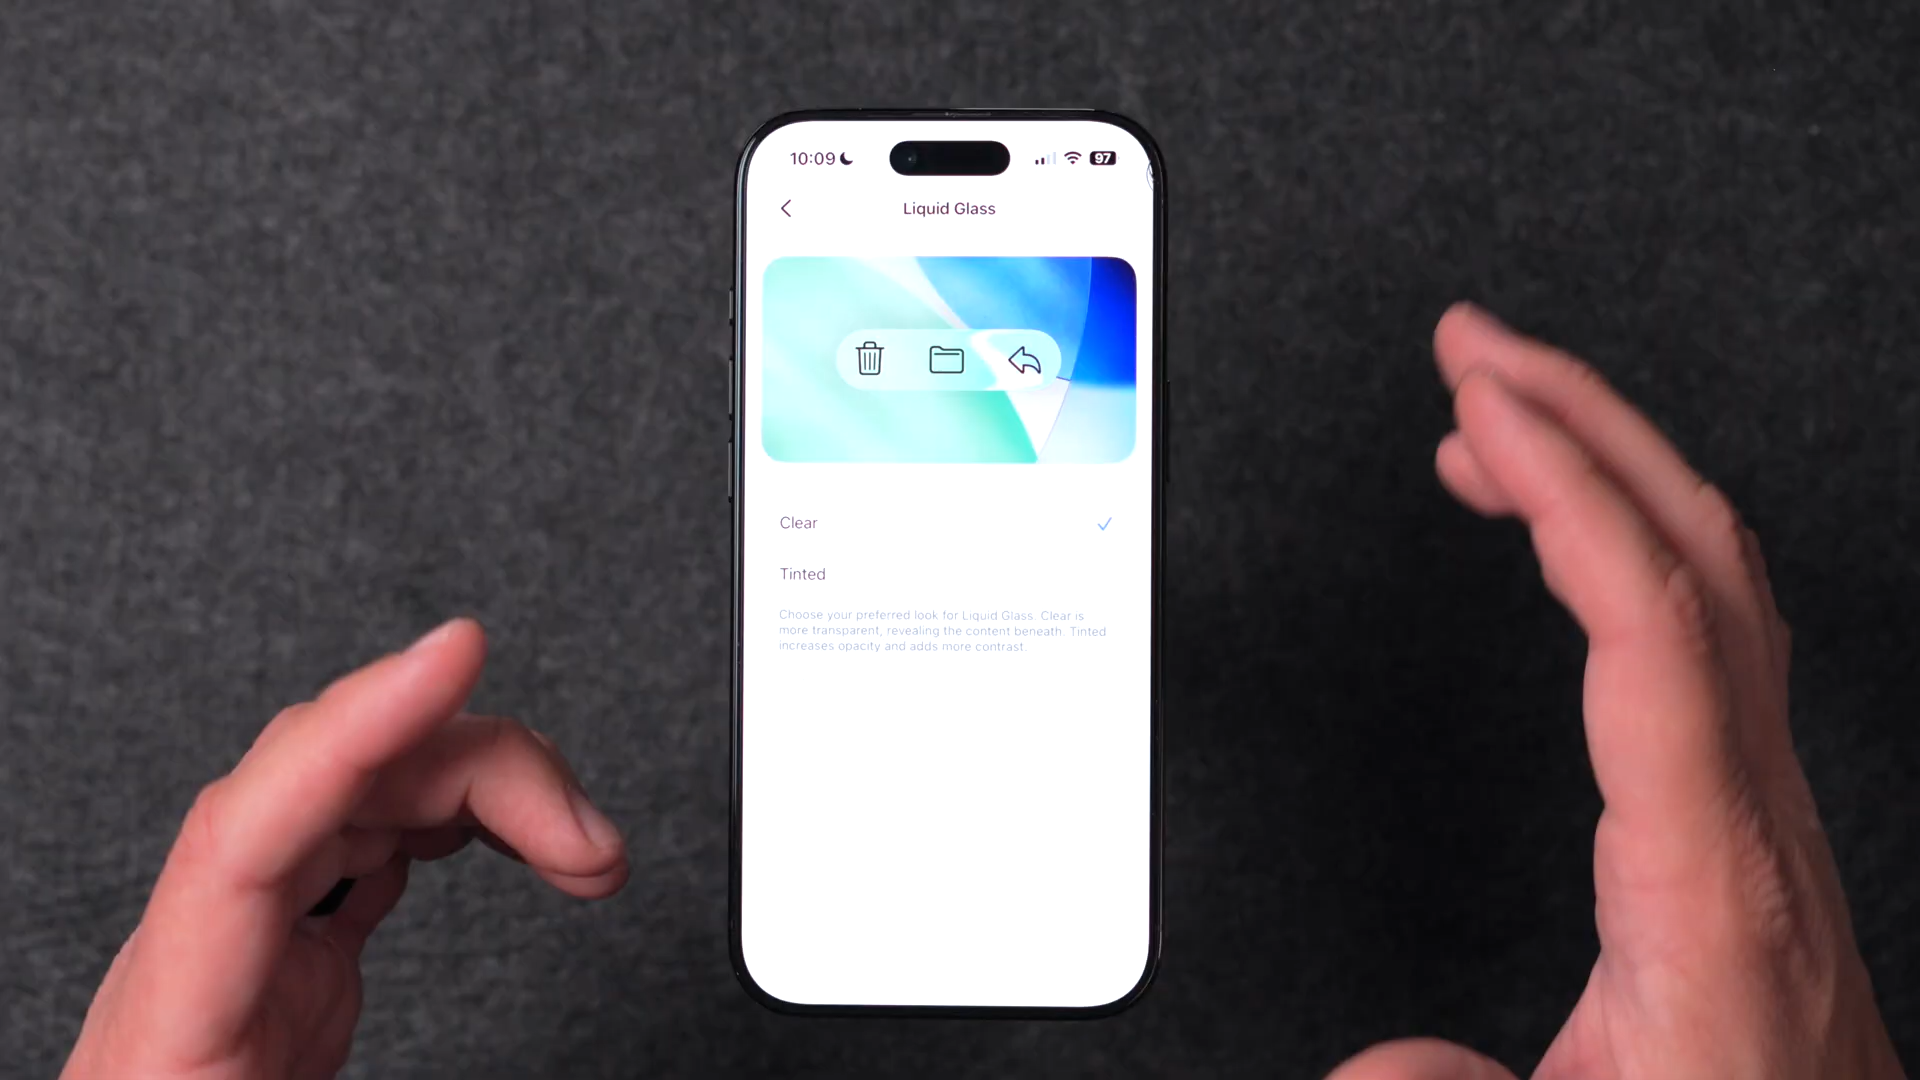 10:09
97
Liquid Glass
Clear
Tinted
Choose your preferred look for Liquid Glass. Clear is
more transparent, revealing the content beneath. Tinted
increases opacity and adds more contrast.